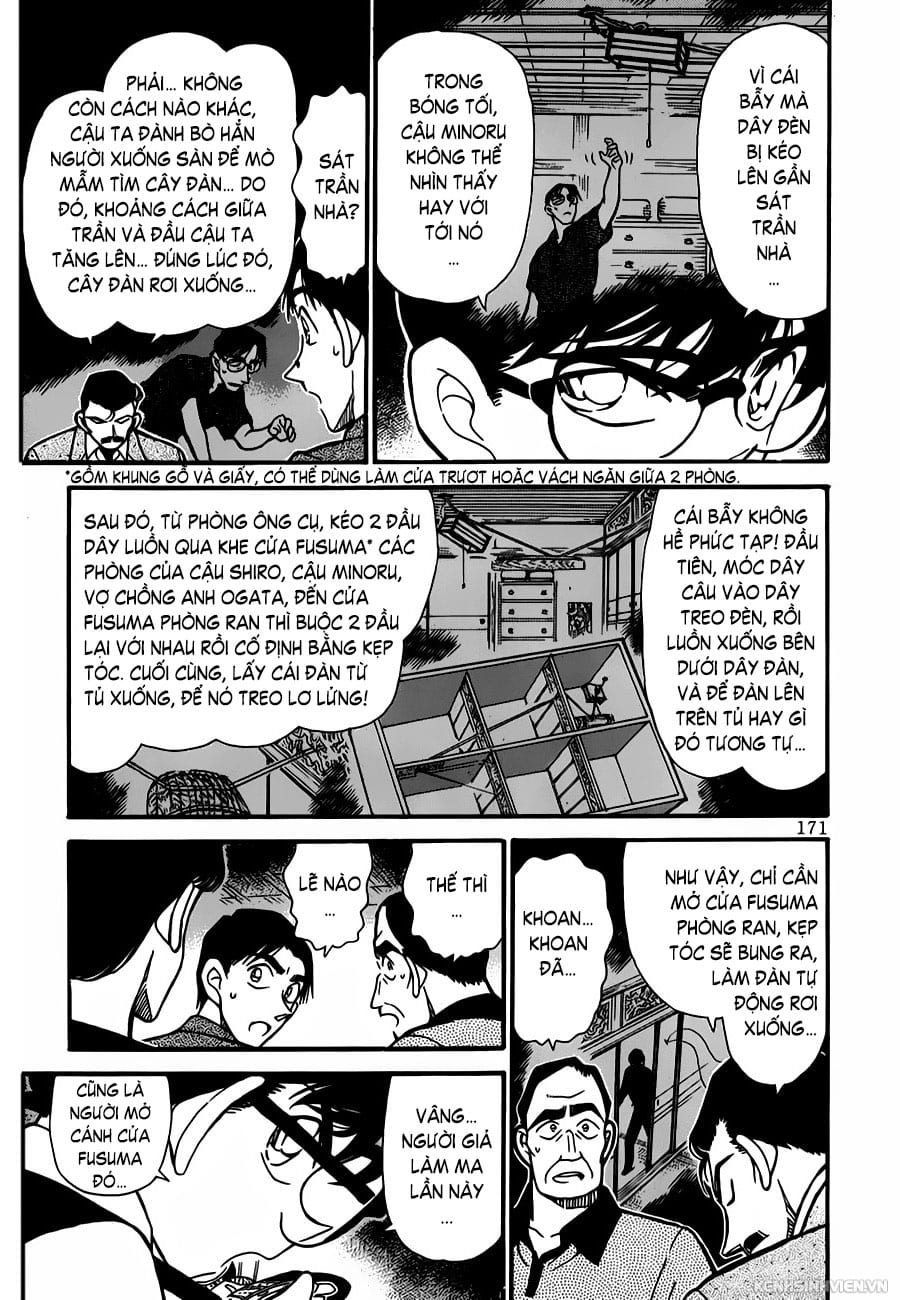 VÌ CÁI
BẪY MÀ
DÂY ĐÈN
BỊ KÉO
LÊN GẦN
SÁT
TRẦN
NHÀ
...
TRONG
BÓNG TỐI,
CẬU MINORU
KHÔNG THỂ
NHÌN THẤY
HAY VỚI
TỚI NÓ
...
SÁT
TRẦN
NHÀ?
PHẢI... KHÔNG
CÒN CÁCH NÀO KHÁC,
CẬU TA ĐÀNH BÒ HẲN
NGƯỜI XUỐNG SÀN ĐỂ MÒ
MẪM TÌM CÂY ĐÀN... DO
ĐÓ, KHOẢNG CÁCH GIỮA
TRẦN VÀ ĐẦU CẬU TA
TĂNG LÊN... ĐÚNG LÚC ĐÓ,
CÂY ĐÀN RƠI XUỐNG...
*GỒM KHUNG GỖ VÀ GIẤY, CÓ THỂ DÙNG LÀM CỬA TRƯỢT HOẶC VÁCH NGĂN GIỮA 2 PHÒNG.
CÁI BẪY KHÔNG
HỀ PHỨC TẠP! ĐẦU
TIÊN, MÓC DÂY
CÂU VÀO DÂY
TREO ĐÈN, RỒI
LUỒN XUỐNG BÊN
DƯỚI DÂY ĐÀN,
VÀ ĐỂ ĐÀN LÊN
TRÊN TỦ HAY GÌ
ĐÓ TƯƠNG TỰ...
SAU ĐÓ, TỪ PHÒNG ÔNG CỤ, KÉO 2 ĐẦU
DÂY LUỒN QUA KHE CỬA FUSUMA* CÁC
PHÒNG CỦA CẬU SHIRO, CẬU MINORU,
VỢ CHỒNG ANH OGATA, ĐẾN CỬA
FUSUMA PHÒNG RAN THÌ BUỘC 2 ĐẦU
LẠI VỚI NHAU RỒI CỐ ĐỊNH BẰNG KẸP
TÓC. CUỐI CÙNG, LẤY CÁI ĐÀN TỪ
TỦ XUỐNG, ĐỂ NÓ TREO LƠ LỬNG!
171
NHƯ VẬY, CHỈ CẦN
MỞ CỬA FUSUMA
PHÒNG RAN, KẸP
TÓC SẼ BUNG RA,
LÀM ĐÀN TỰ
ĐỘNG RƠI
XUỐNG...
KHOAN...
KHOAN
ĐÃ...
THẾ THÌ
...
LẼ NÀO
...
VÂNG...
NGƯỜI GIẢ
LÀM MA
LẦN NÀY
...
CŨNG LÀ
NGƯỜI MỞ
CÁNH CỬA
FUSUMA
ĐÓ...
KENHSINHVIEN.VN